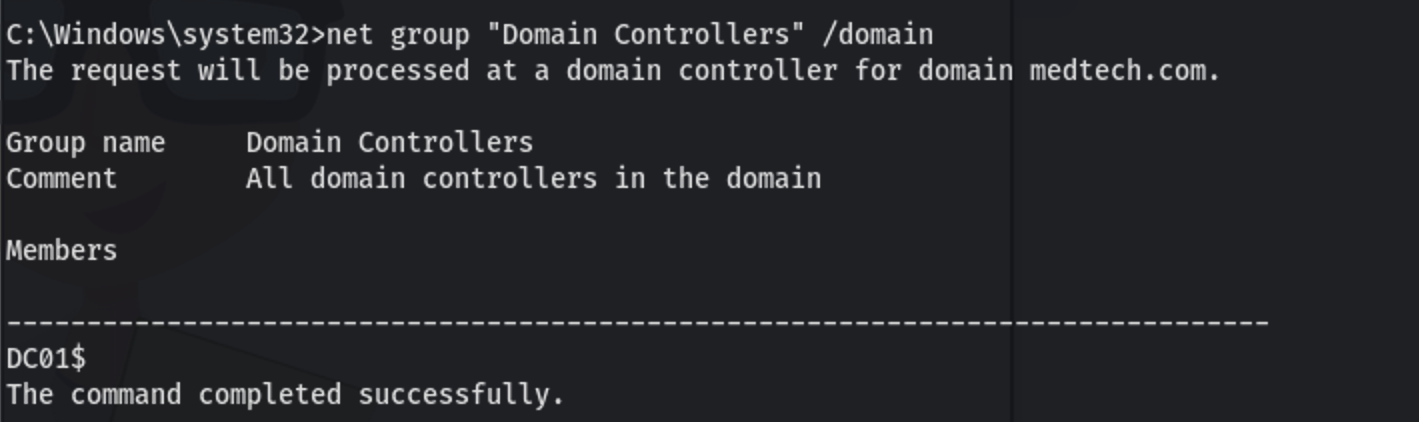 C:\Windows\system32>net group "Domain Controllers" /domain
The request will be processed at a domain controller for domain medtech.com.
Group name     Domain Controllers
Comment        All domain controllers in the domain
Members
-------------------------------------------------------------------------------
DC01$
The command completed successfully.